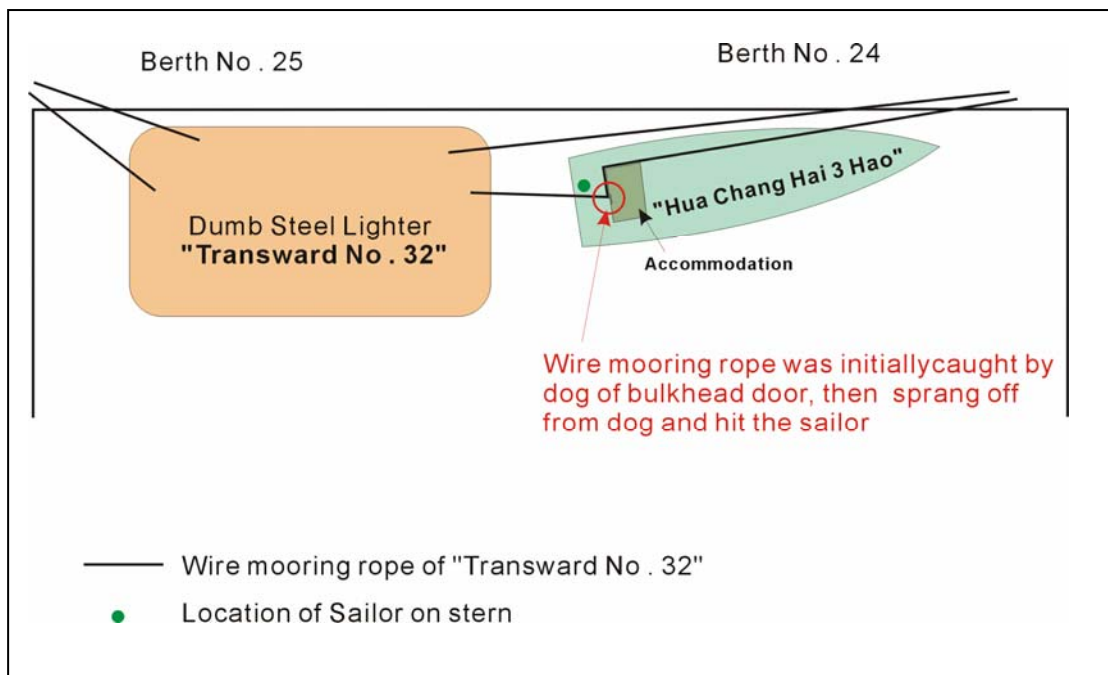 Berth No . 25
Berth No . 24
Dumb Steel Lighter
"Transward No . 32"
"Hua Chang Hai 3 Hao"
Accommodation
Wire mooring rope was initiallycaught by
dog of bulkhead door, then sprang off
from dog and hit the sailor
Wire mooring rope of "Transward No . 32"
Location of Sailor on stern